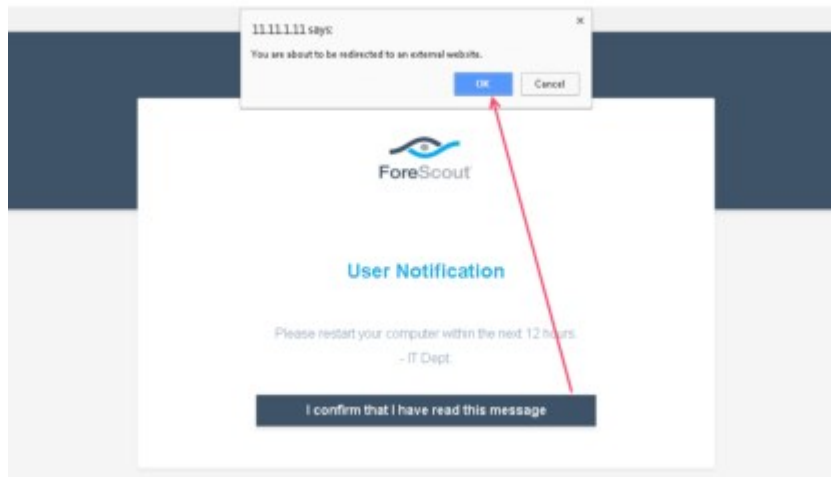 11.11.1.11 says:
You are about to be redirected to an external website.
OK Cancel
ForeScout
User Notification
Please restart your computer within the next 12 hours.
- IT Dept.
I confirm that I have read this message